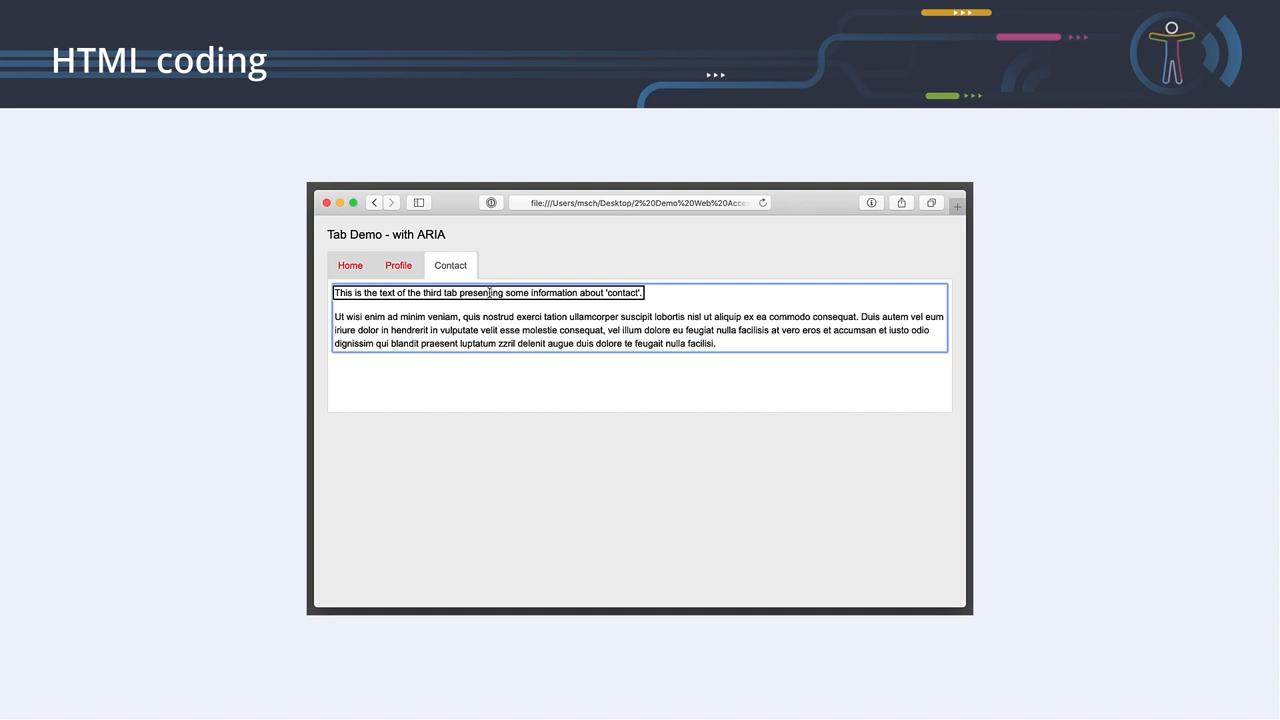 HTML coding
file:///Users/msch/Desktop/2%20Demo%20Web%20Acce
Tab Demo - with ARIA
Home Profile Contact
This is the text of the third tab presenting some information about 'contact'.
Ut wisi enim ad minim veniam, quis nostrud exerci tation ullamcorper suscipit lobortis nisl ut aliquip ex ea commodo consequat. Duis autem vel eum
iriure dolor in hendrerit in vulputate velit esse molestie consequat, vel illum dolore eu feugiat nulla facilisis at vero eros et accumsan et iusto odio
dignissim qui blandit praesent luptatum zzril delenit augue duis dolore te feugait nulla facilisi.